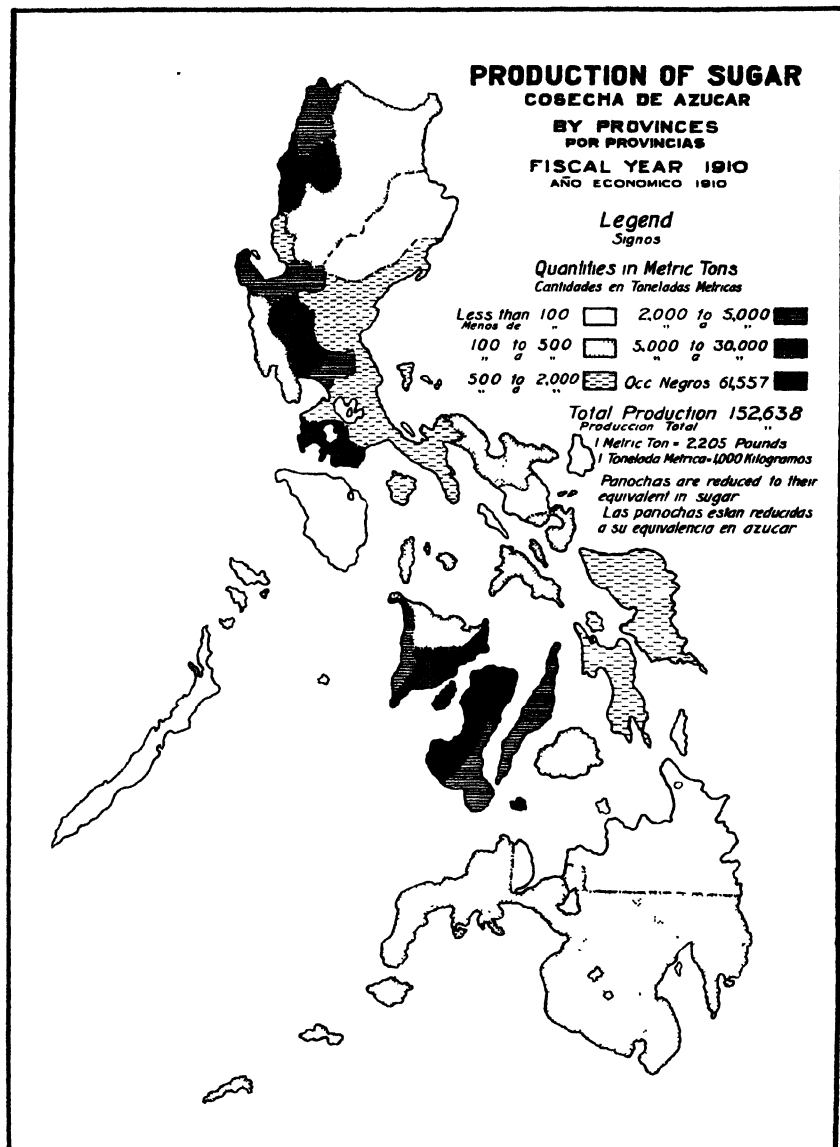 PRODUCTION OF SUGAR
COSECHA DE AZUCAR
BY PROVINCES
POR PROVINCIAS
FISCAL YEAR 1910
AÑO ECONOMICO 1910
Legend
Signos
Quantities in Metric Tons
Cantidades en Toneladas Metricas
Less than 100 2,000 to 5,000
Menos de " " a "
100 to 500 5,000 to 30,000
" a " " a "
500 to 2,000 Occ Negros 61,557
" a "
Total Production 152,638
Produccion Total "
1 Metric Ton = 2,205 Pounds
1 Tonelada Metrica=1,000 Kilogramos
Panochas are reduced to their
equivalent in sugar
Las panochas estan reducidas
a su equivalencia en azucar